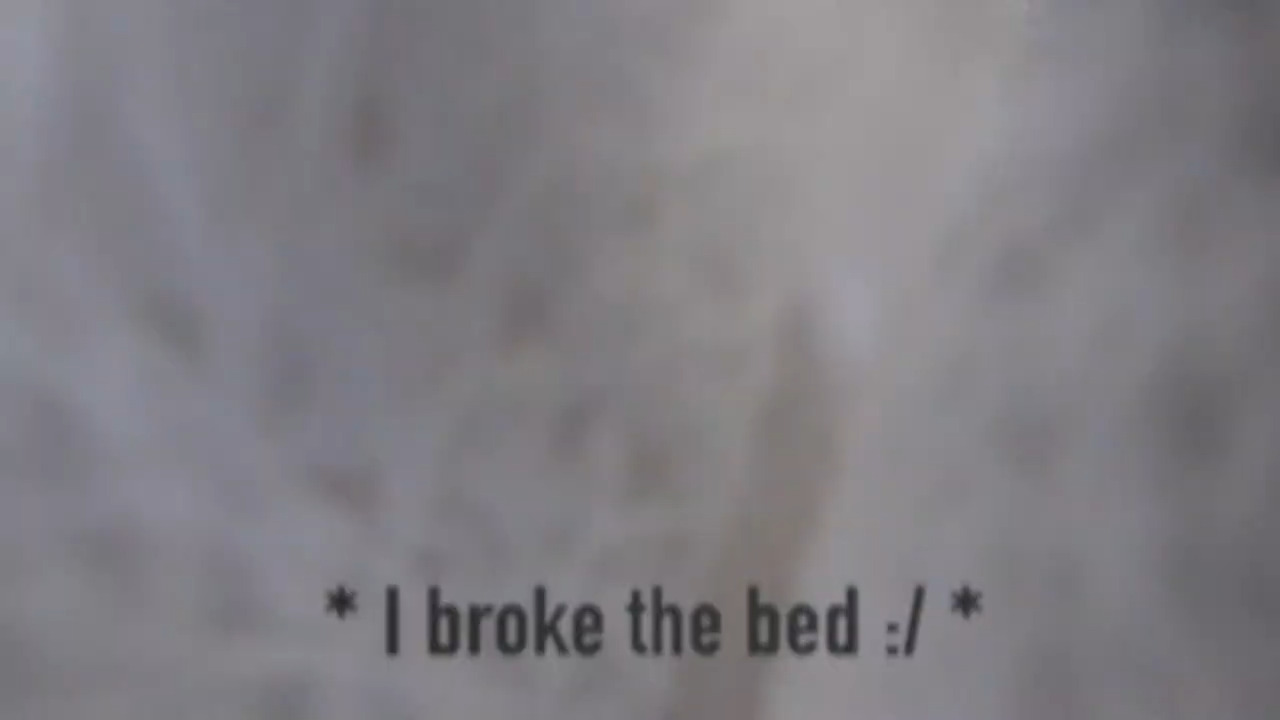 * I broke the bed :/ *